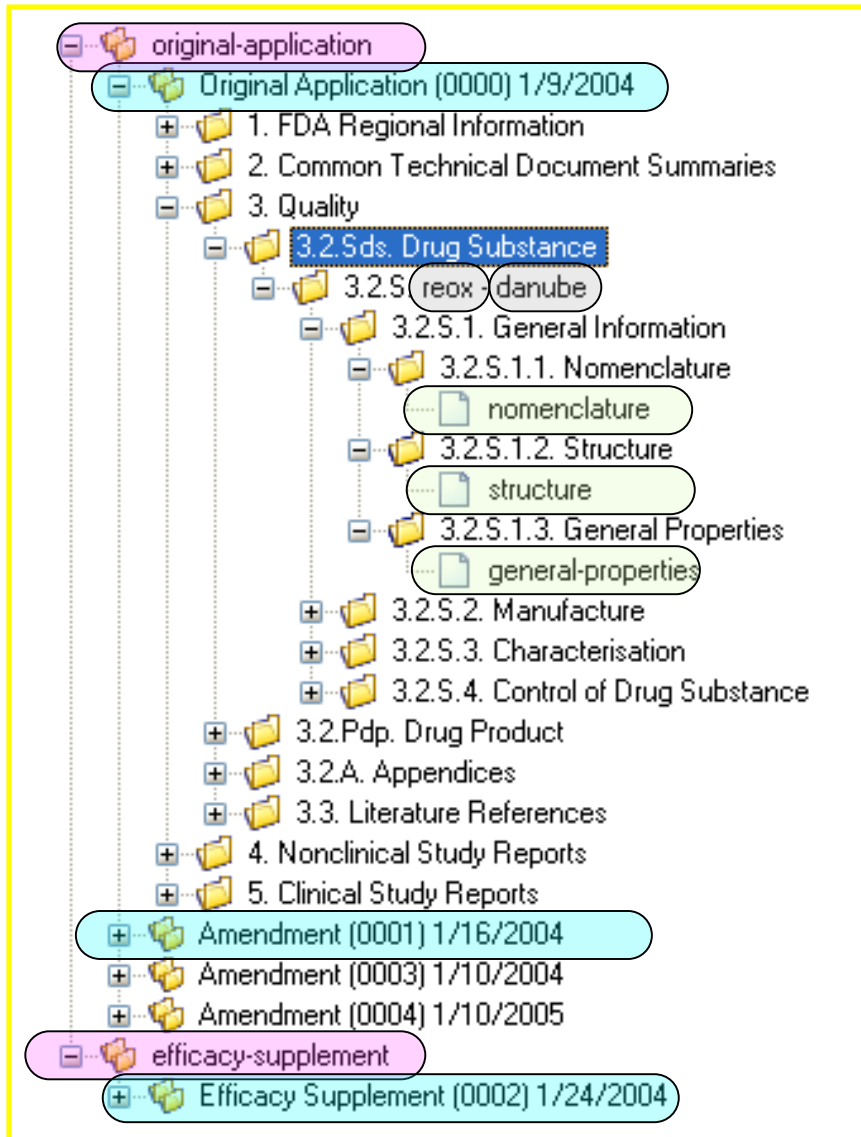 original-application
Original Application (0000) 1/9/2004
1. FDA Regional Information
2. Common Technical Document Summaries
3. Quality
3.2.Sds. Drug Substance
3.2.S. reox - danube
3.2.S.1. General Information
3.2.S.1.1. Nomenclature
nomenclature
3.2.S.1.2. Structure
structure
3.2.S.1.3. General Properties
general-properties
3.2.S.2. Manufacture
3.2.S.3. Characterisation
3.2.S.4. Control of Drug Substance
3.2.Pdp. Drug Product
3.2.A. Appendices
3.3. Literature References
4. Nonclinical Study Reports
5. Clinical Study Reports
Amendment (0001) 1/16/2004
Amendment (0003) 1/10/2004
Amendment (0004) 1/10/2005
efficacy-supplement
Efficacy Supplement (0002) 1/24/2004